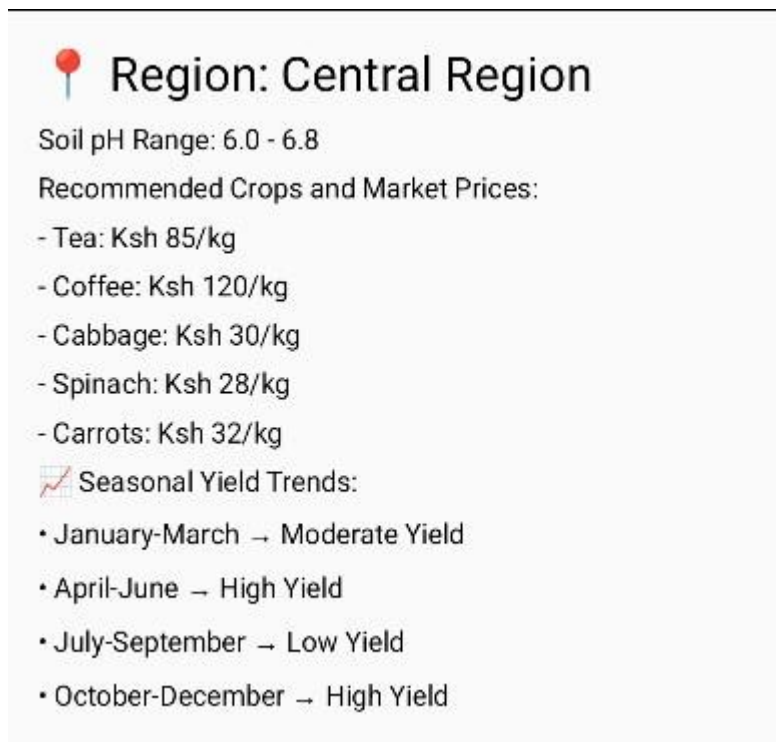 📍 Region: Central Region
Soil pH Range: 6.0 - 6.8
Recommended Crops and Market Prices:
- Tea: Ksh 85/kg
- Coffee: Ksh 120/kg
- Cabbage: Ksh 30/kg
- Spinach: Ksh 28/kg
- Carrots: Ksh 32/kg
📈 Seasonal Yield Trends:
• January-March → Moderate Yield
• April-June → High Yield
• July-September → Low Yield
• October-December → High Yield